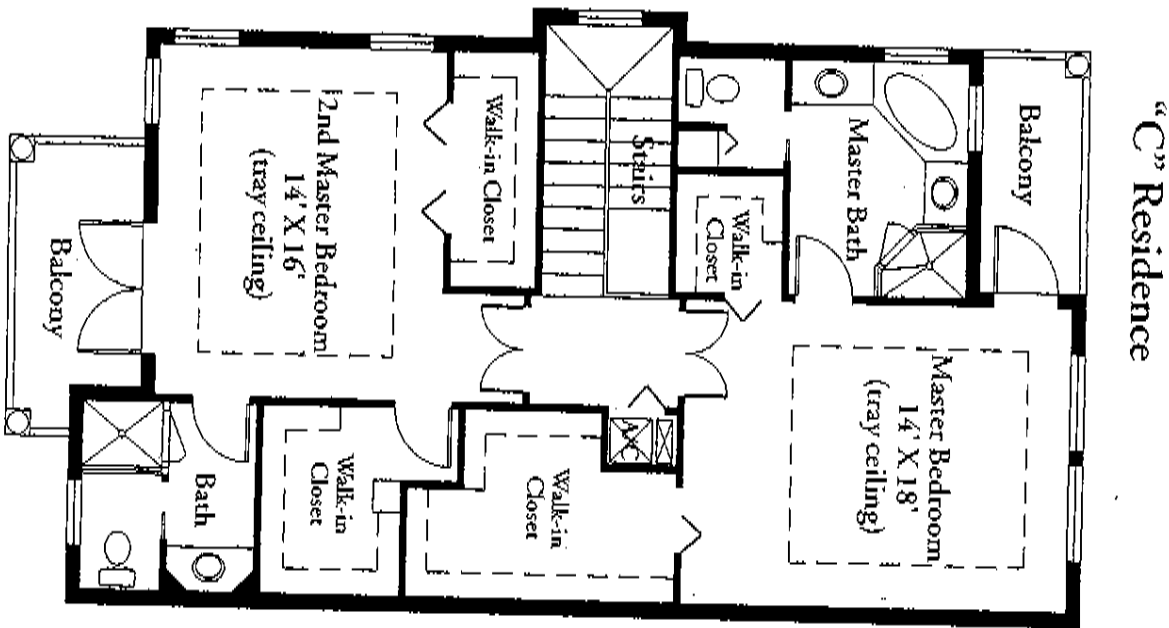 “C” Residence
Balcony
Master Bath
Master Bedroom
14' X 18'
(tray ceiling)
Walk-in
Closet
Stairs
A/C
Walk-in Closet
Walk-in
Closet
2nd Master Bedroom
14' X 16'
(tray ceiling)
Walk-in
Closet
Bath
Balcony